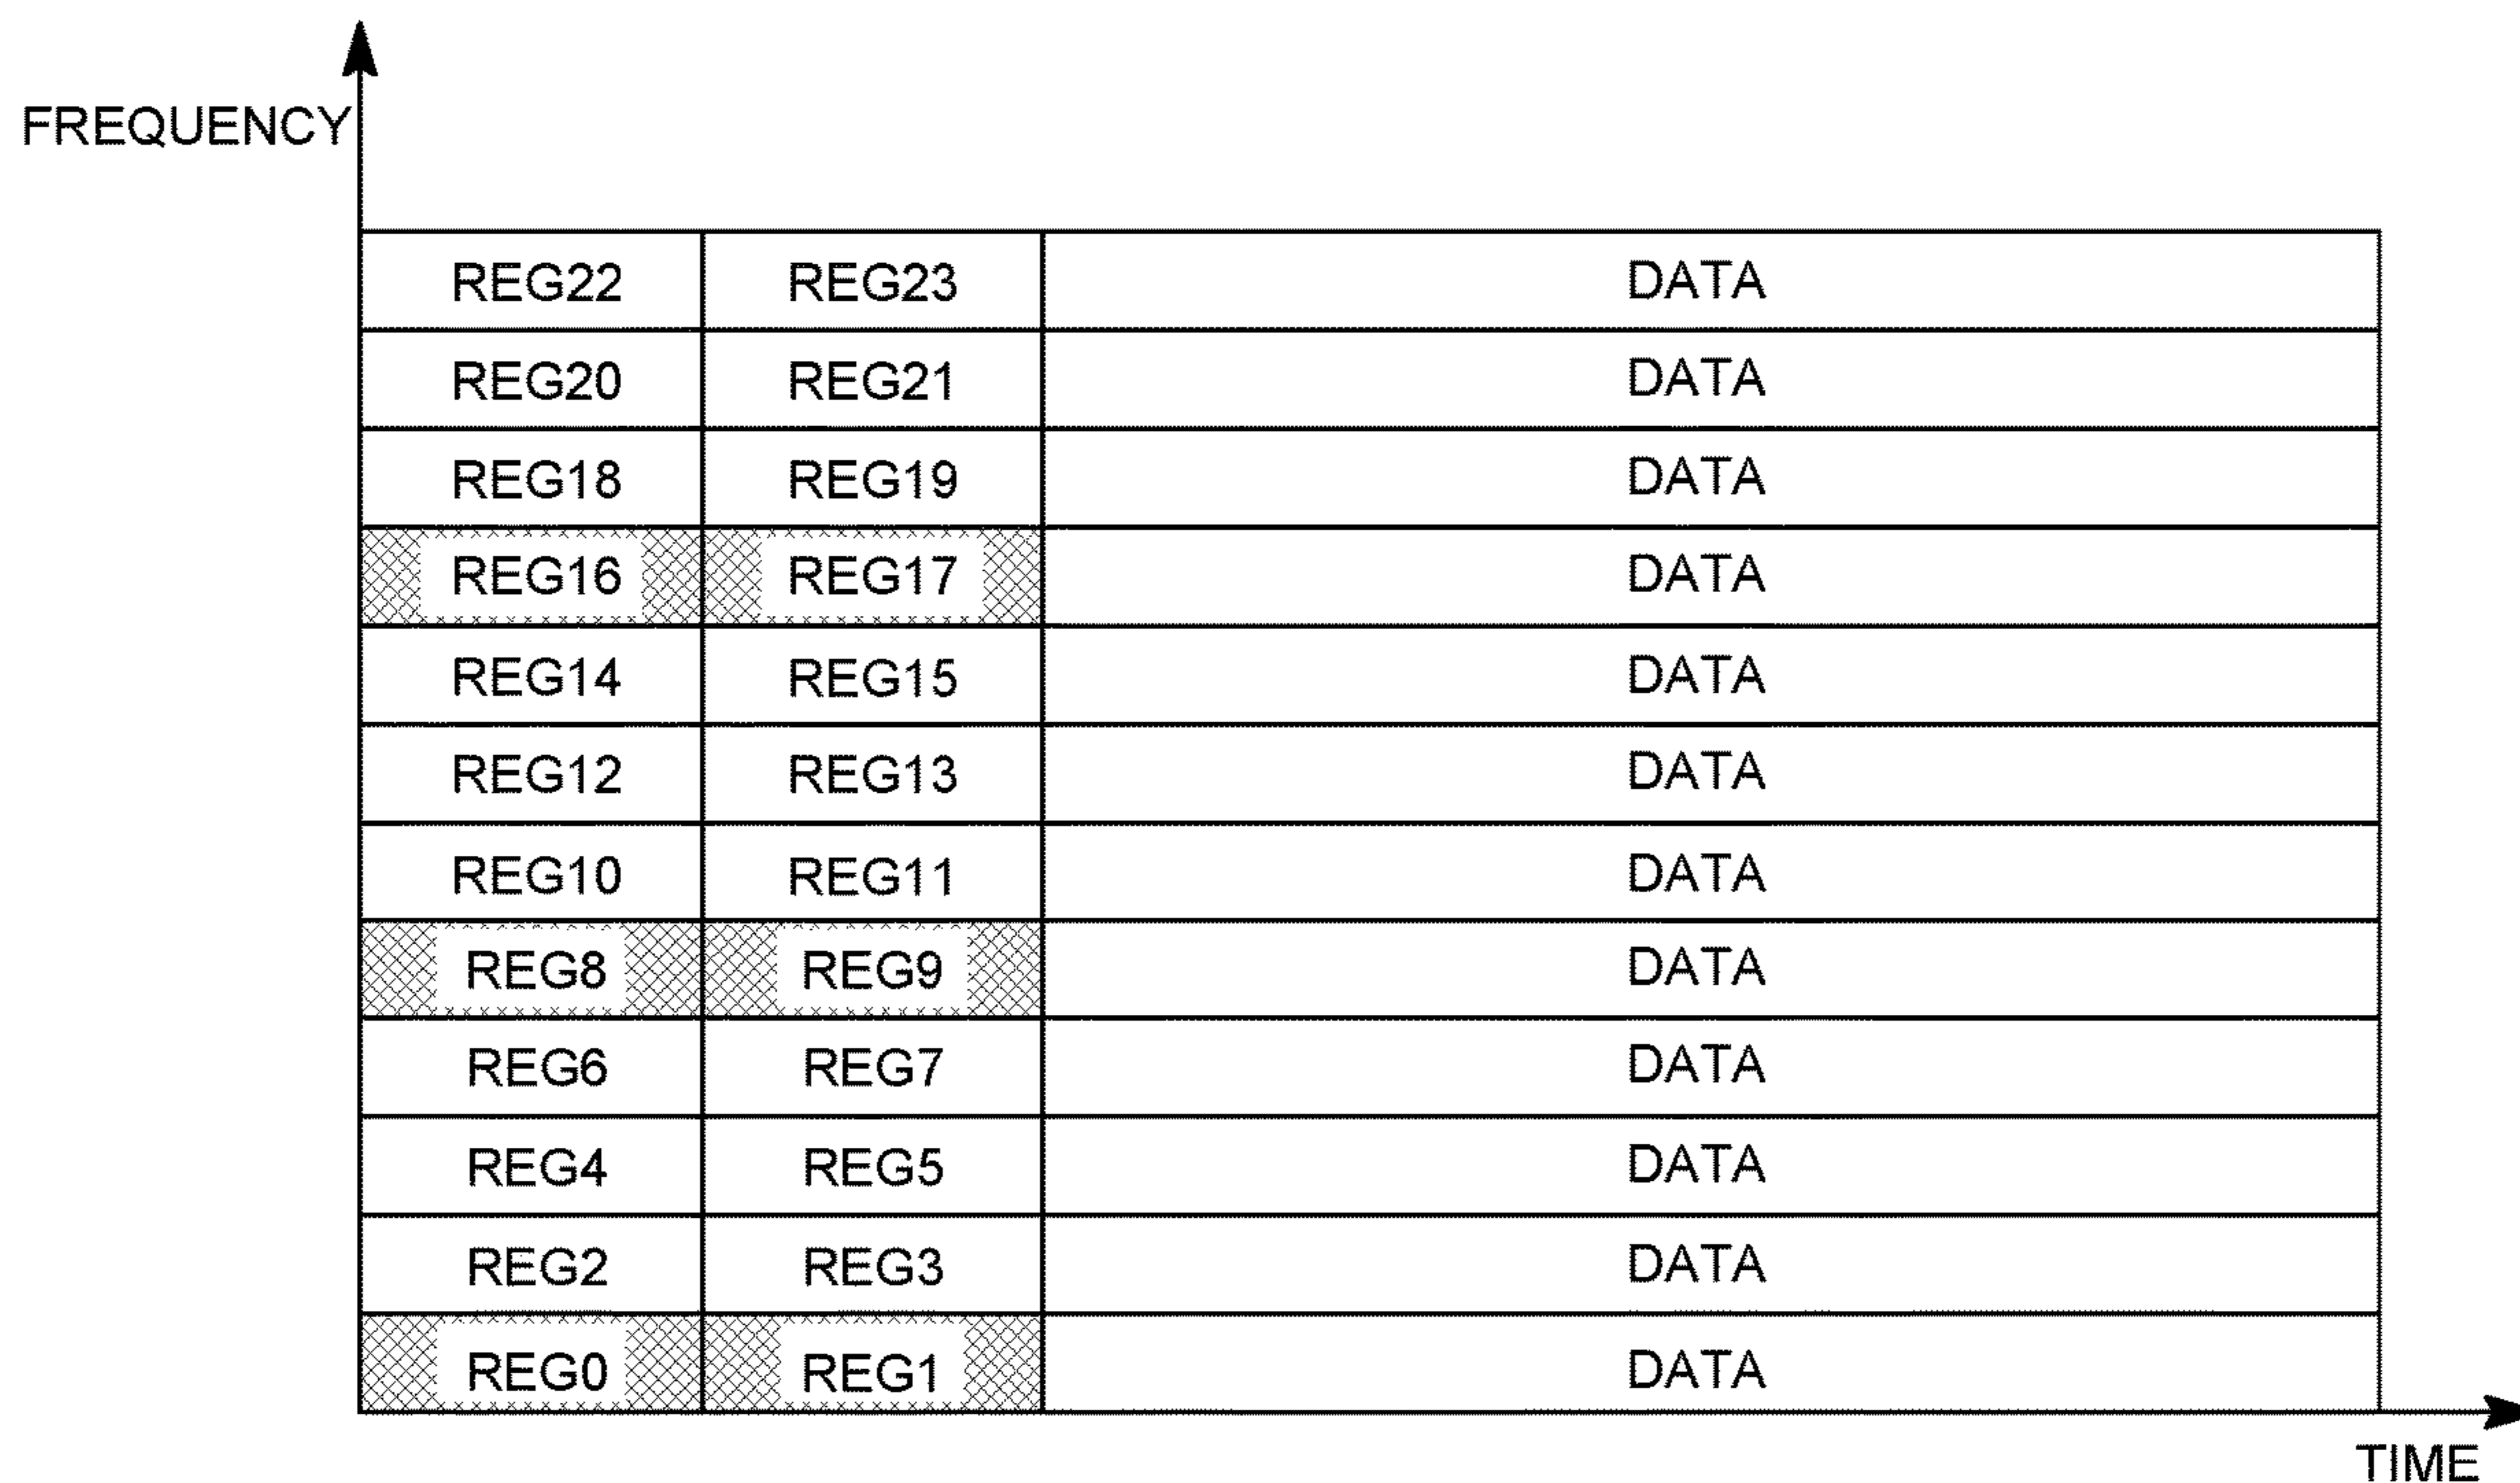 FREQUENCY
REG22 REG23 DATA
REG20 REG21 DATA
REG18 REG19 DATA
REG16 REG17 DATA
REG14 REG15 DATA
REG12 REG13 DATA
REG10 REG11 DATA
REG8 REG9 DATA
REG6 REG7 DATA
REG4 REG5 DATA
REG2 REG3 DATA
REG0 REG1 DATA
TIME